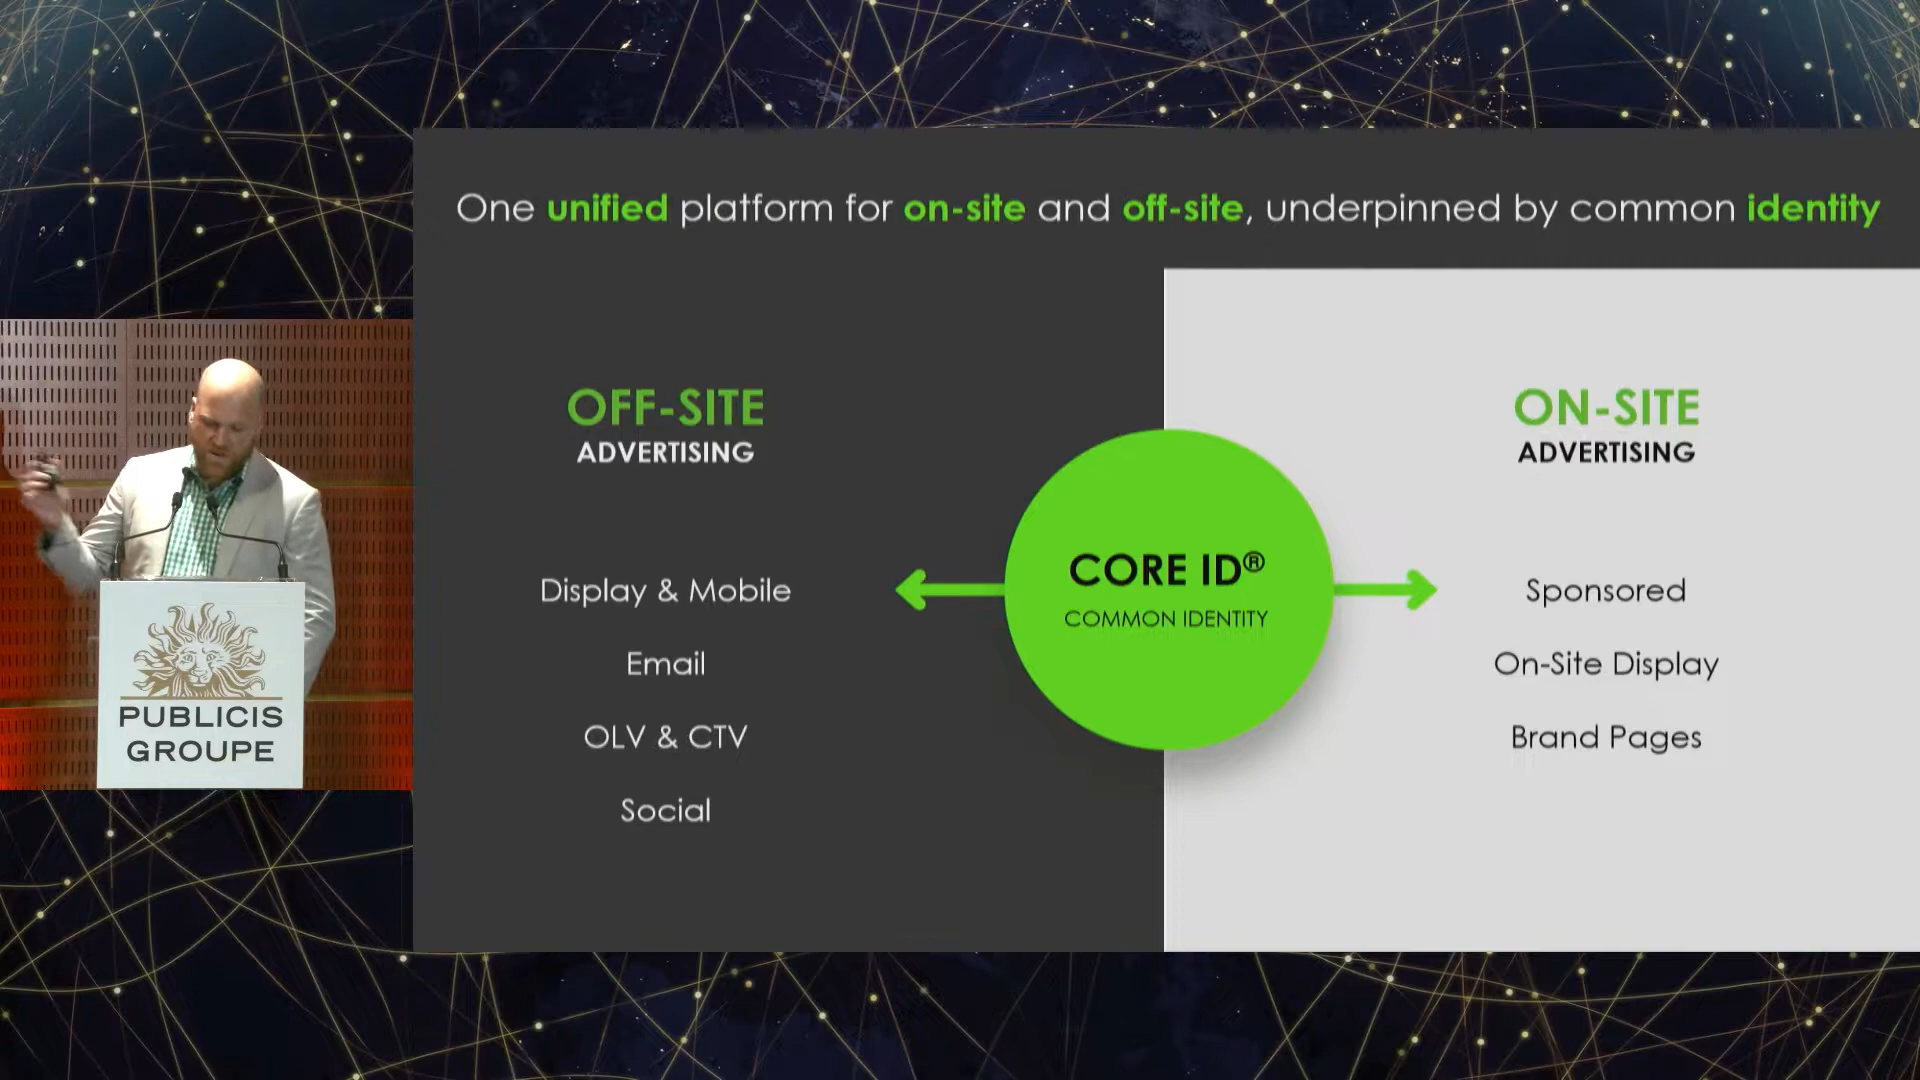 One unified platform for on-site and off-site, underpinned by common identity
OFF-SITE
ADVERTISING
Display & Mobile
Email
OLV & CTV
Social
CORE ID®
COMMON IDENTITY
ON-SITE
ADVERTISING
Sponsored
On-Site Display
Brand Pages
PUBLICIS
GROUPE